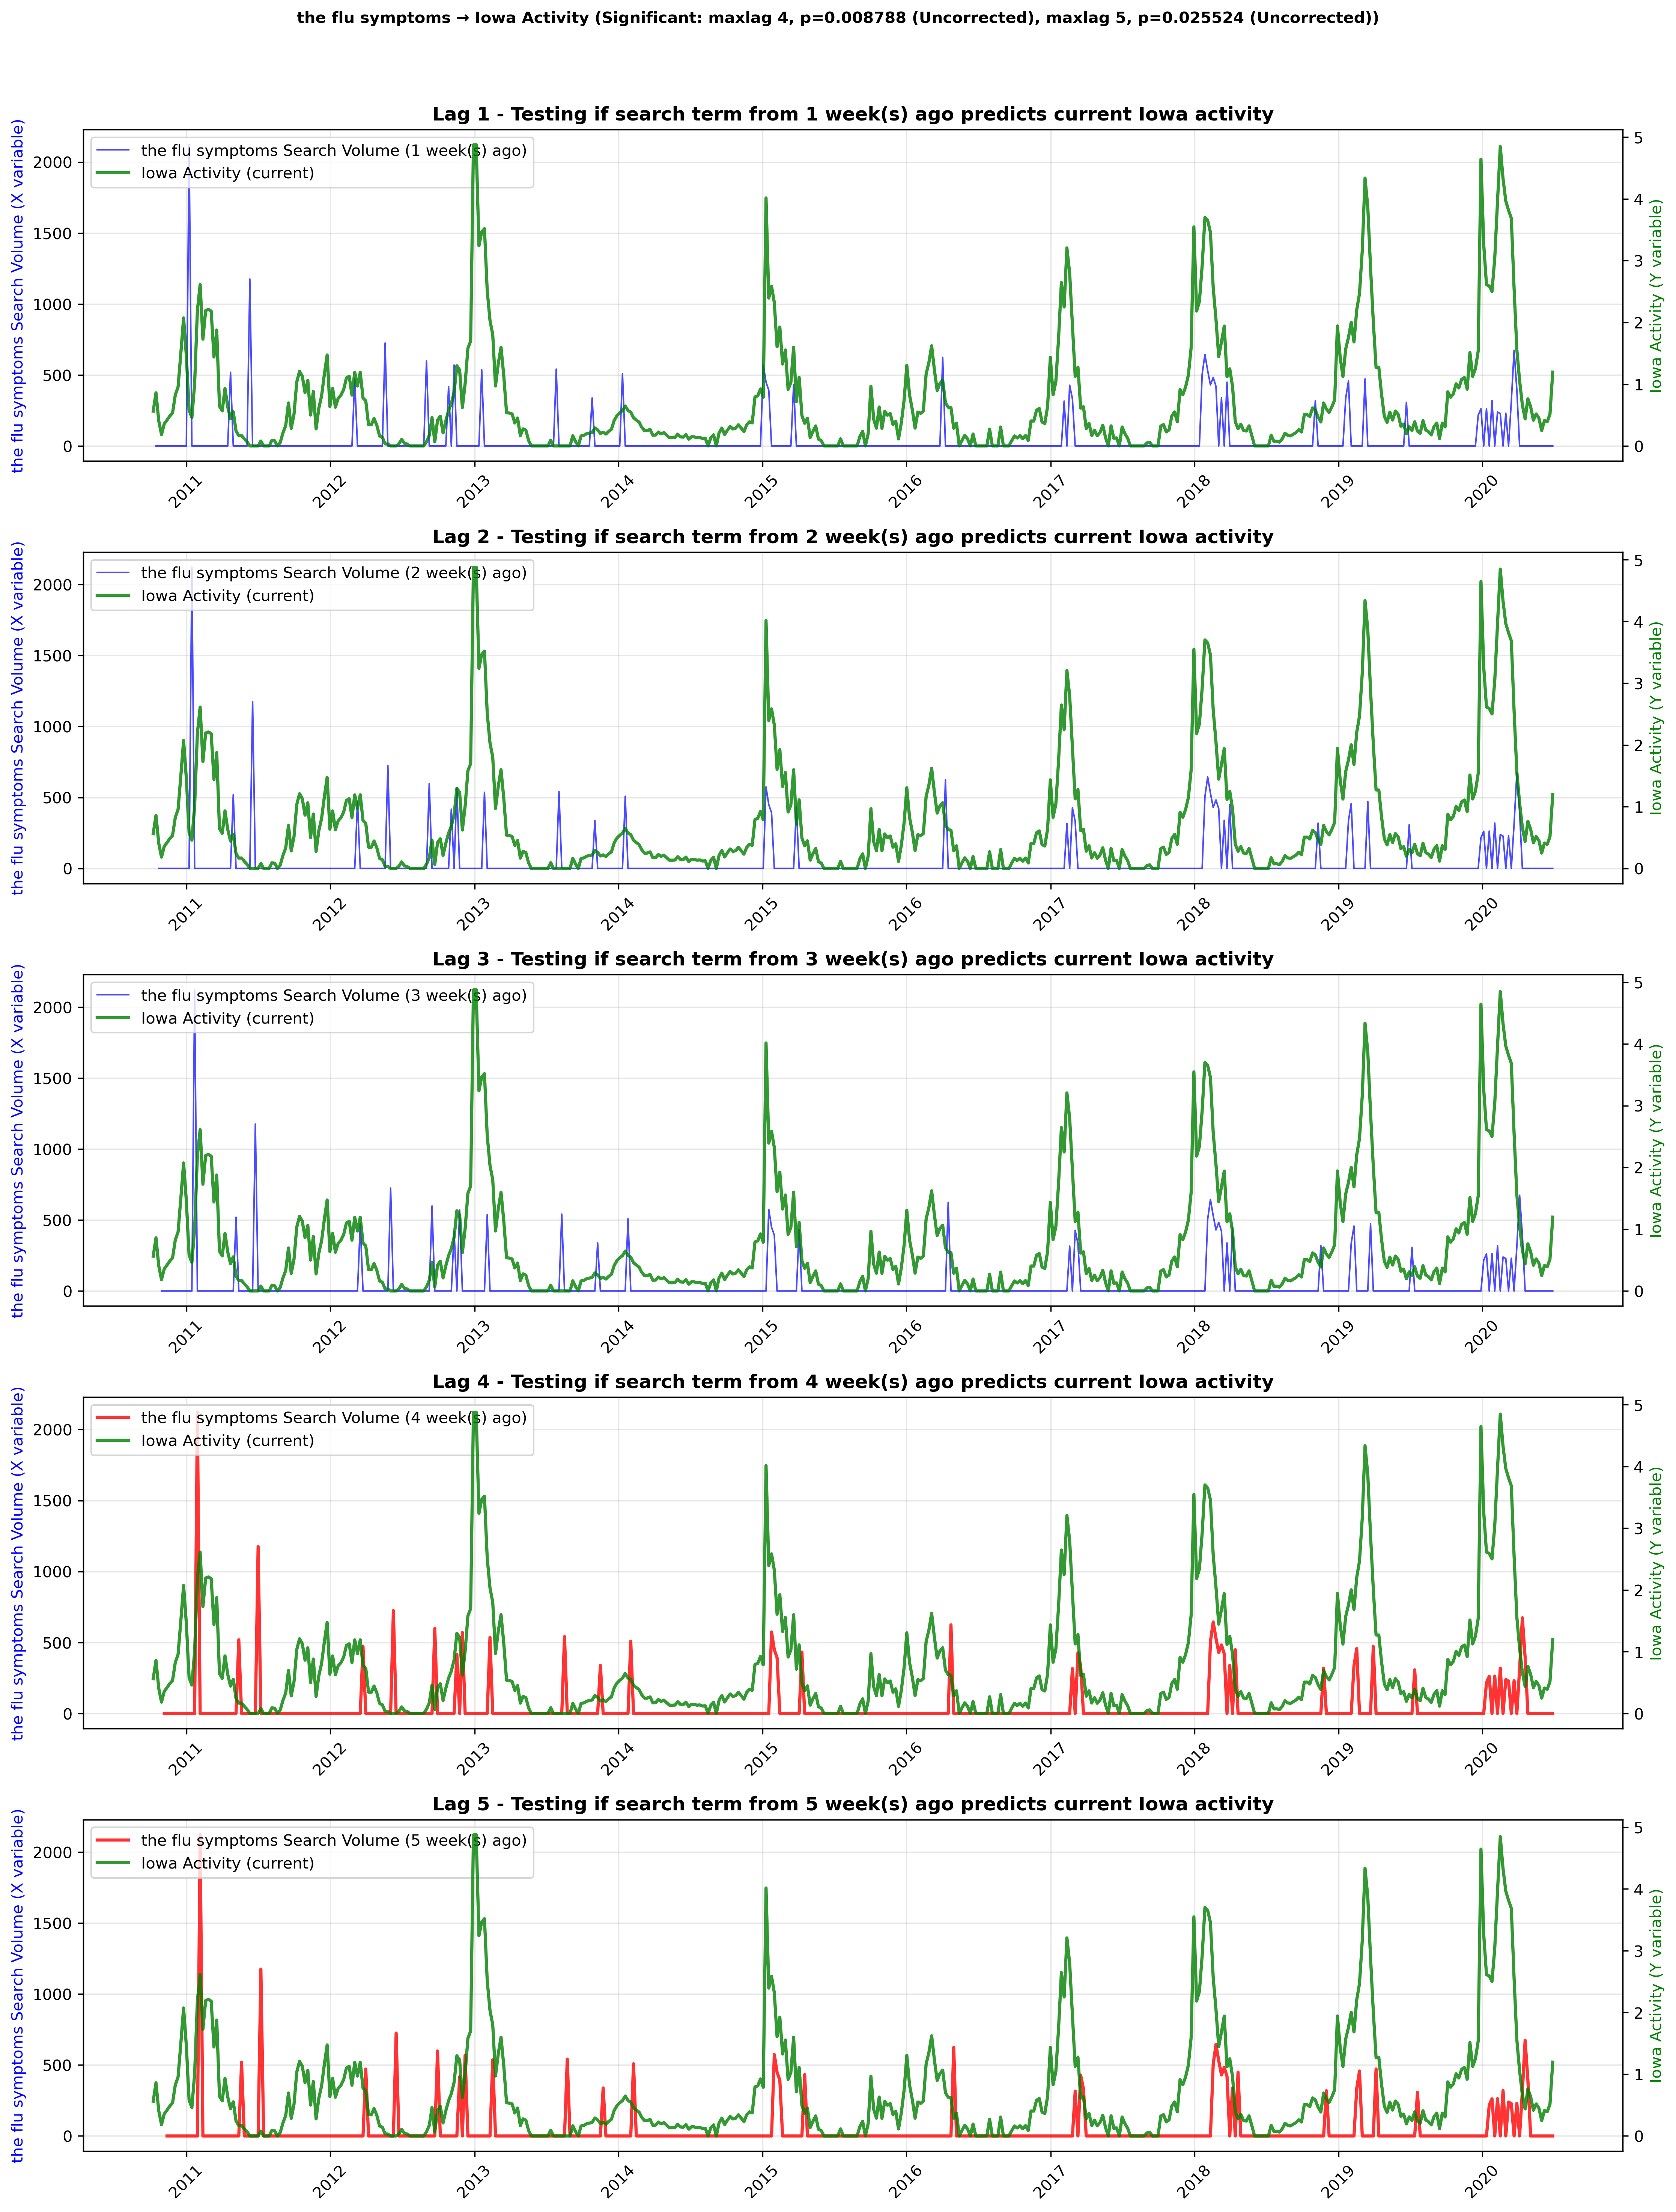 the flu symptoms → Iowa Activity (Significant: maxlag 4, p=0.008788 (Uncorrected), maxlag 5, p=0.025524 (Uncorrected))
Lag 1 - Testing if search term from 1 week(s) ago predicts current Iowa activity
the flu symptoms Search Volume (X variable)
the flu symptoms Search Volume (1 week(s) ago)
Iowa Activity (current)
2000
1500
1000
500
0
5
4
3
2
1
0
Iowa Activity (Y variable)
2011 2012 2013 2014 2015 2016 2017 2018 2019 2020
Lag 2 - Testing if search term from 2 week(s) ago predicts current Iowa activity
the flu symptoms Search Volume (X variable)
the flu symptoms Search Volume (2 week(s) ago)
Iowa Activity (current)
2000
1500
1000
500
0
5
4
3
2
1
0
Iowa Activity (Y variable)
2011 2012 2013 2014 2015 2016 2017 2018 2019 2020
Lag 3 - Testing if search term from 3 week(s) ago predicts current Iowa activity
the flu symptoms Search Volume (X variable)
the flu symptoms Search Volume (3 week(s) ago)
Iowa Activity (current)
2000
1500
1000
500
0
5
4
3
2
1
0
Iowa Activity (Y variable)
2011 2012 2013 2014 2015 2016 2017 2018 2019 2020
Lag 4 - Testing if search term from 4 week(s) ago predicts current Iowa activity
the flu symptoms Search Volume (X variable)
the flu symptoms Search Volume (4 week(s) ago)
Iowa Activity (current)
2000
1500
1000
500
0
5
4
3
2
1
0
Iowa Activity (Y variable)
2011 2012 2013 2014 2015 2016 2017 2018 2019 2020
Lag 5 - Testing if search term from 5 week(s) ago predicts current Iowa activity
the flu symptoms Search Volume (X variable)
the flu symptoms Search Volume (5 week(s) ago)
Iowa Activity (current)
2000
1500
1000
500
0
5
4
3
2
1
0
Iowa Activity (Y variable)
2011 2012 2013 2014 2015 2016 2017 2018 2019 2020